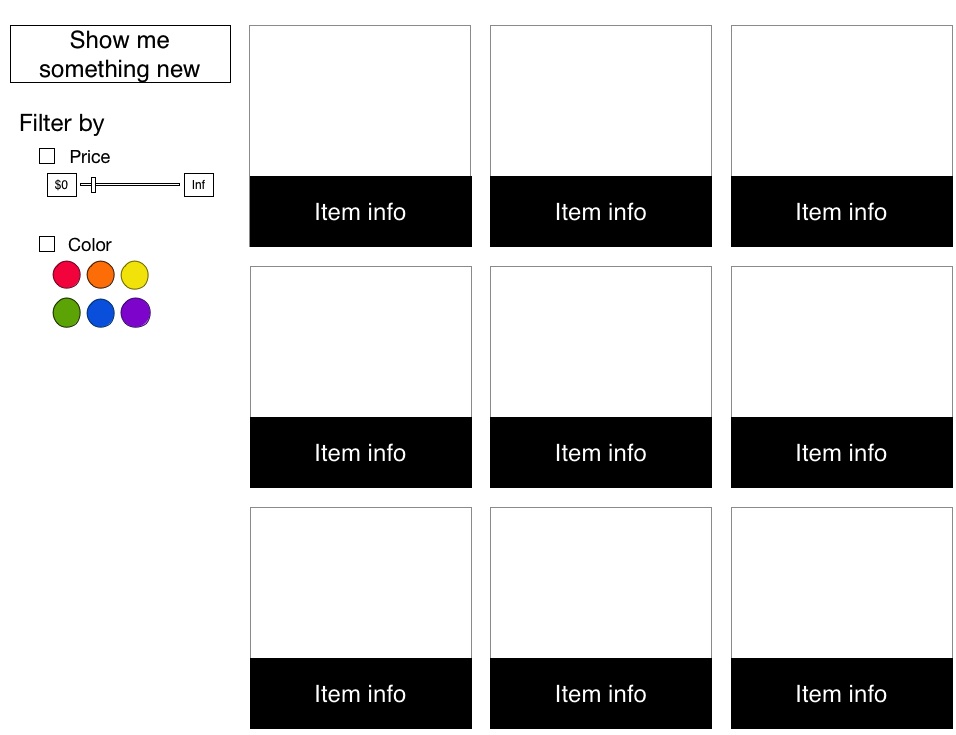 Show me
something new
Filter by
Price
$0
Inf
Color
Item info
Item info
Item info
Item info
Item info
Item info
Item info
Item info
Item info